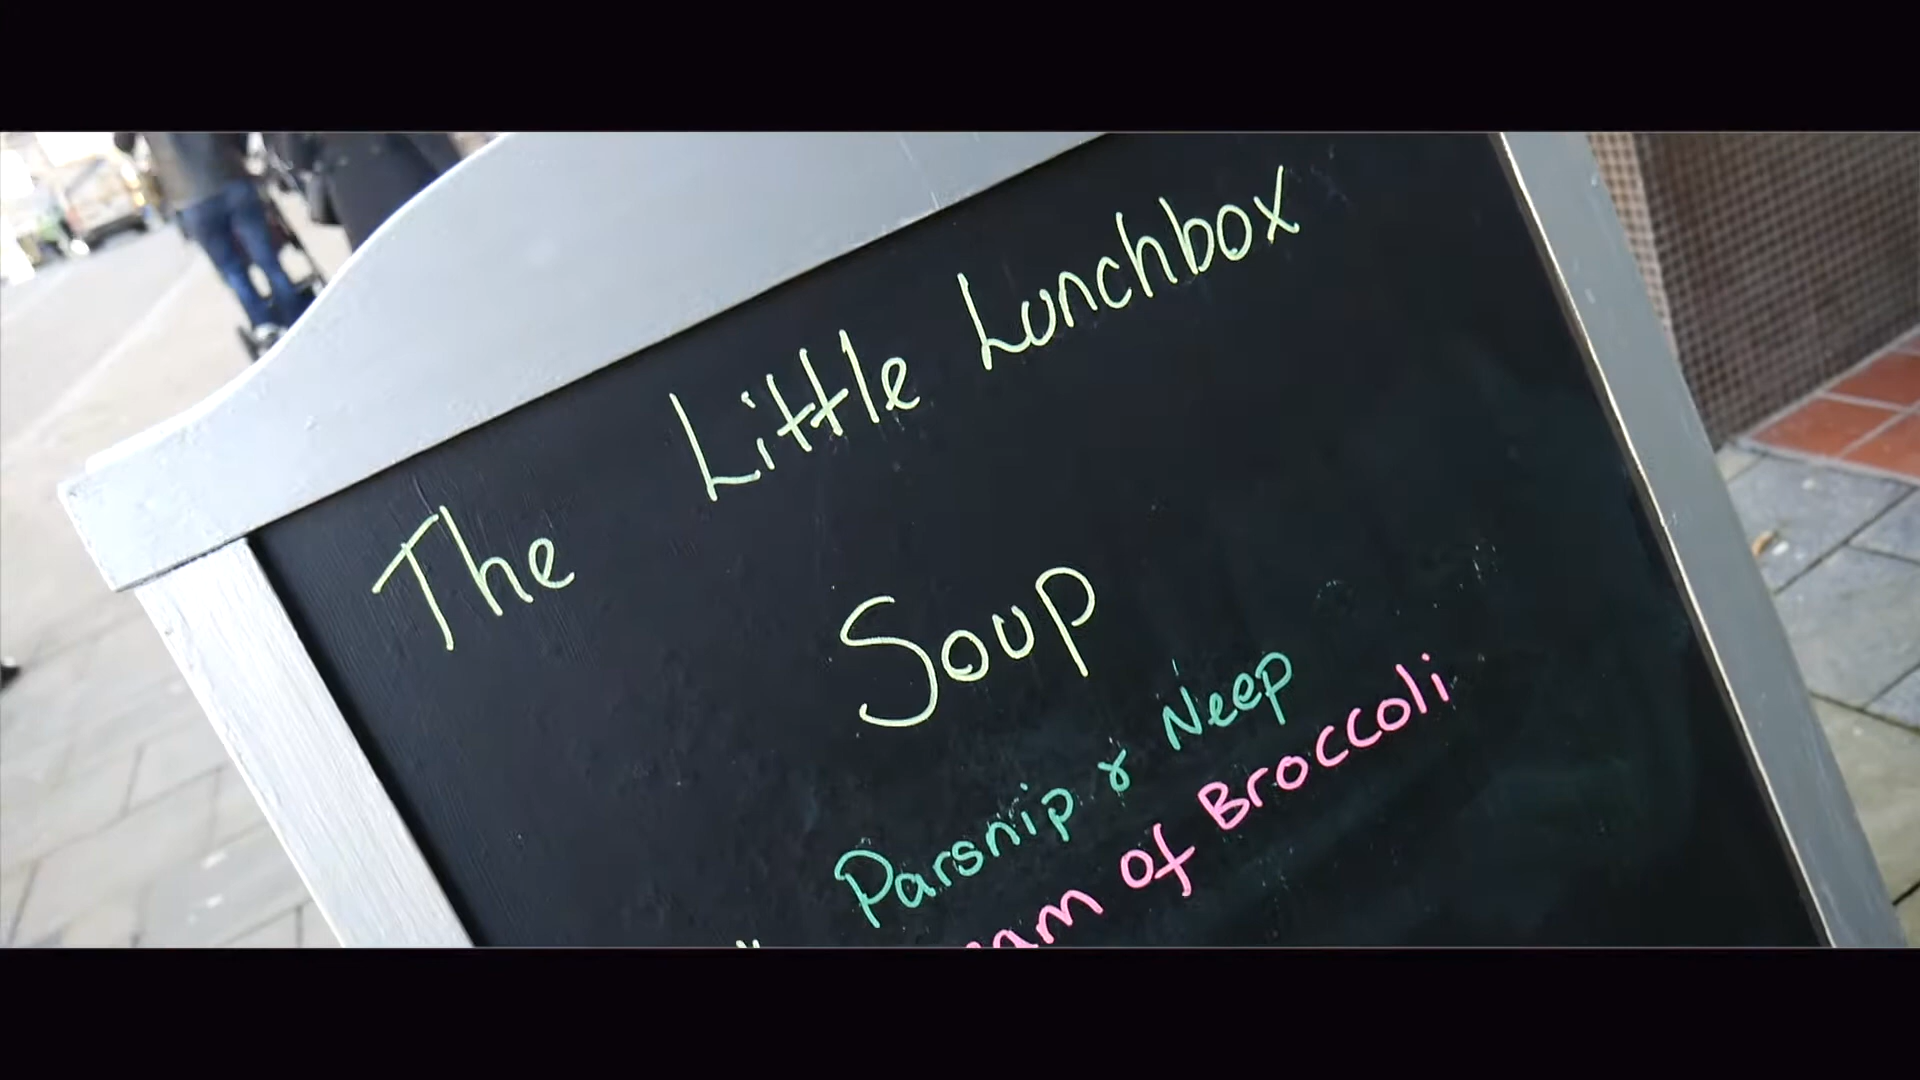 The Little Lunchbox
Soup
Parsnip & Neep
of Broccoli